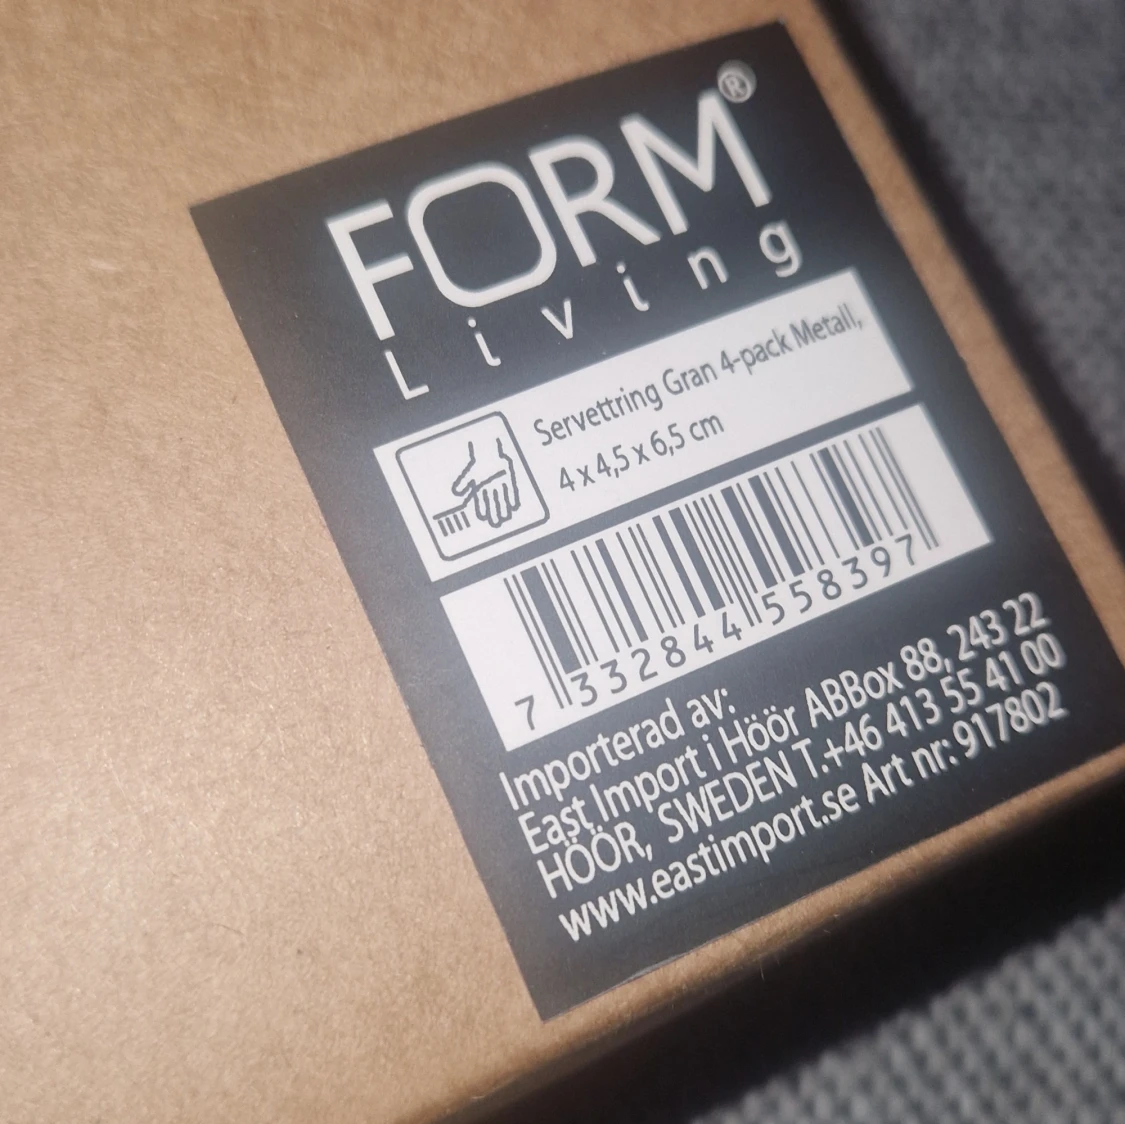 FORM®
Living
Servettring Gran 4-pack Metall,
4 x 4,5 x 6,5 cm
7 332844 558397
Importerad av:
East Import i Höör ABBox 88, 243 22
HÖÖR, SWEDEN T.+46 413 55 41 00
www.eastimport.se Art nr: 917802